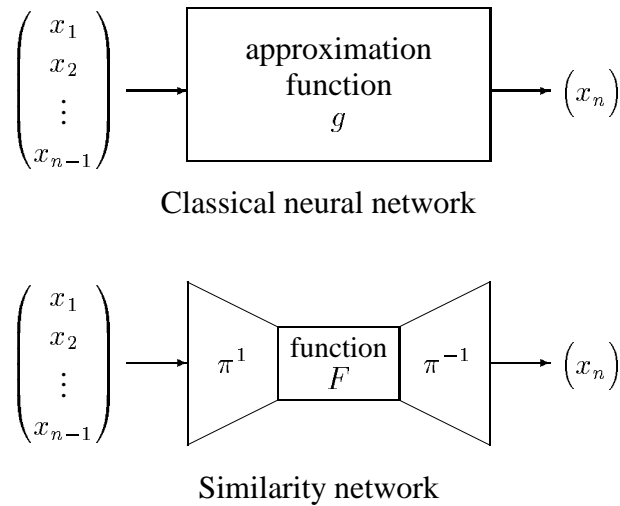 x_1
x_2
⋮
x_{n-1}
approximation
function
g
(x_n)
Classical neural network
x_1
x_2
⋮
x_{n-1}
π^1
function
F
π^{-1}
(x_n)
Similarity network